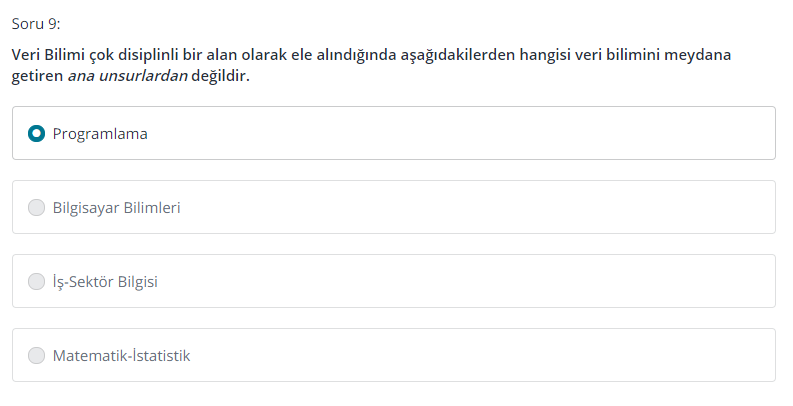 Soru 9:
Veri Bilimi çok disiplinli bir alan olarak ele alındığında aşağıdakilerden hangisi veri bilimini meydana
getiren ana unsurlardan değildir.
Programlama
Bilgisayar Bilimleri
İş-Sektör Bilgisi
Matematik-İstatistik